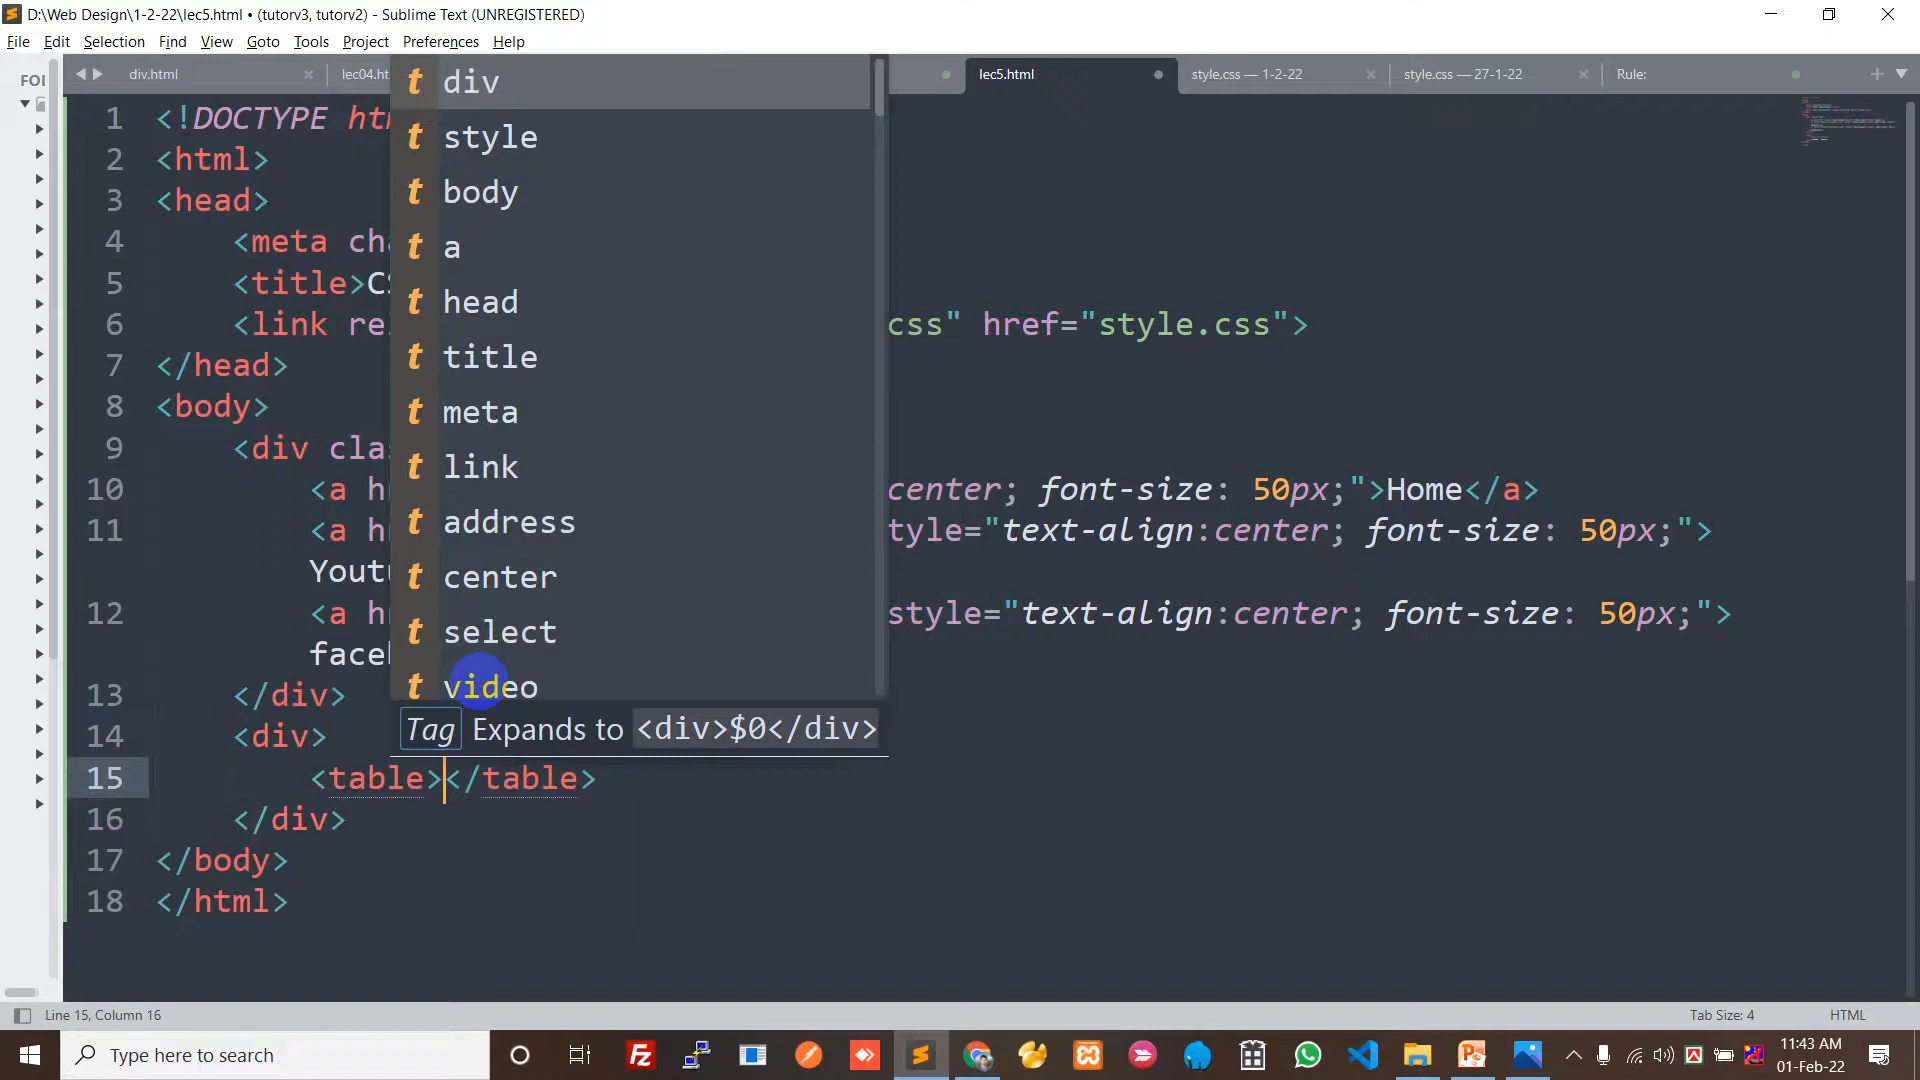 D:\Web Design\1-2-22\lec5.html • (tutorv3, tutorv2) - Sublime Text (UNREGISTERED)
File Edit Selection Find View Goto Tools Project Preferences Help
FOI
div.html
lec04.ht
lec5.html
style.css — 1-2-22
style.css — 27-1-22
Rule:
1 <!DOCTYPE htm
2 <html>
3 <head>
4 <meta cha
5 <title>CS
6 <link re css" href="style.css">
7 </head>
8 <body>
9 <div clas
10 <a h center; font-size: 50px;">Home</a>
11 <a h tyle="text-align:center; font-size: 50px;">
Youtu
12 <a h style="text-align:center; font-size: 50px;">
faceb
13 </div>
14 <div>
15 <table></table>
16 </div>
17 </body>
18 </html>
t div
t style
t body
t a
t head
t title
t meta
t link
t address
t center
t select
t video
Tag Expands to <div>$0</div>
Line 15, Column 16
Tab Size: 4
HTML
Type here to search
11:43 AM
01-Feb-22